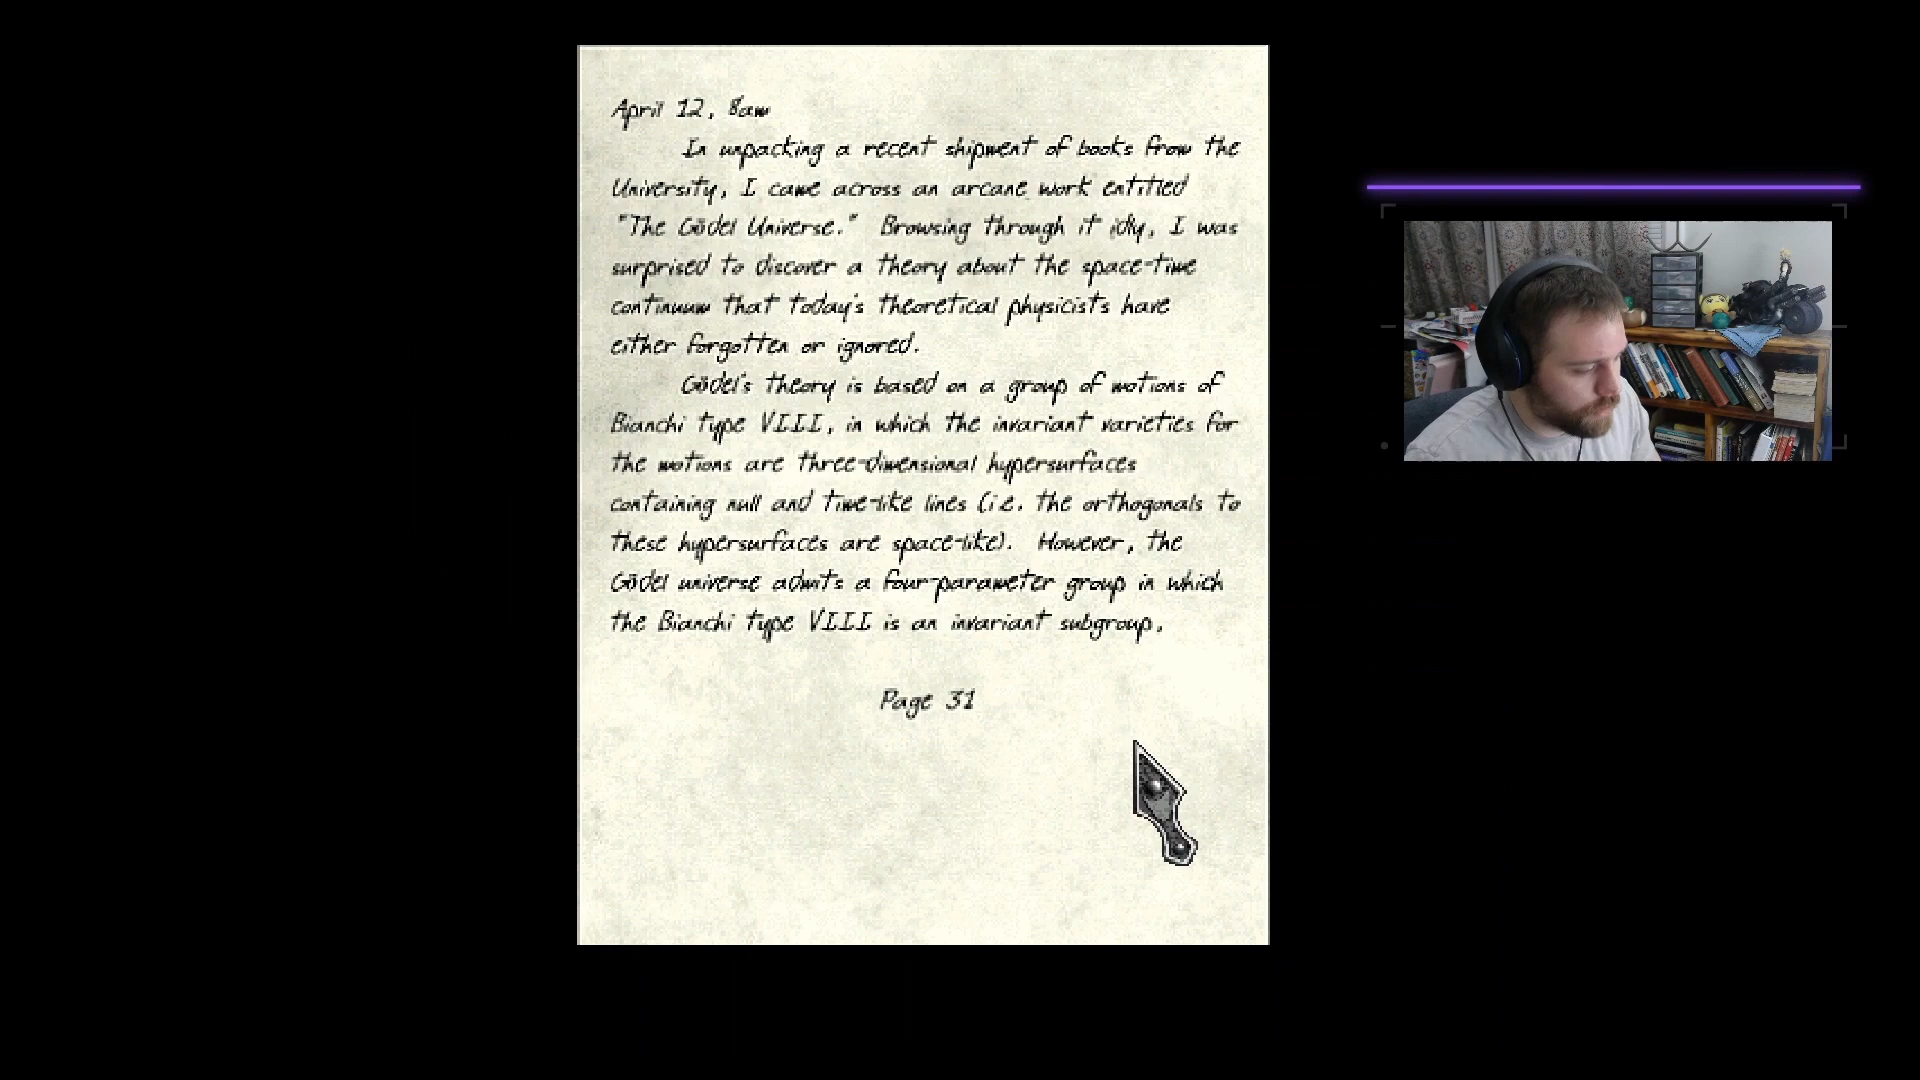 April 12, 8am
In unpacking a recent shipment of books from the
University, I came across an arcane work entitled
"The Gödel Universe." Browsing through it idly, I was
surprised to discover a theory about the space-time
continuum that today's theoretical physicists have
either forgotten or ignored.
Gödel's theory is based on a group of motions of
Bianchi type VIII, in which the invariant varieties for
the motions are three-dimensional hypersurfaces
containing null and time-like lines (i.e. the orthogonals to
these hypersurfaces are space-like). However, the
Gödel universe admits a four-parameter group in which
the Bianchi type VIII is an invariant subgroup,
Page 31